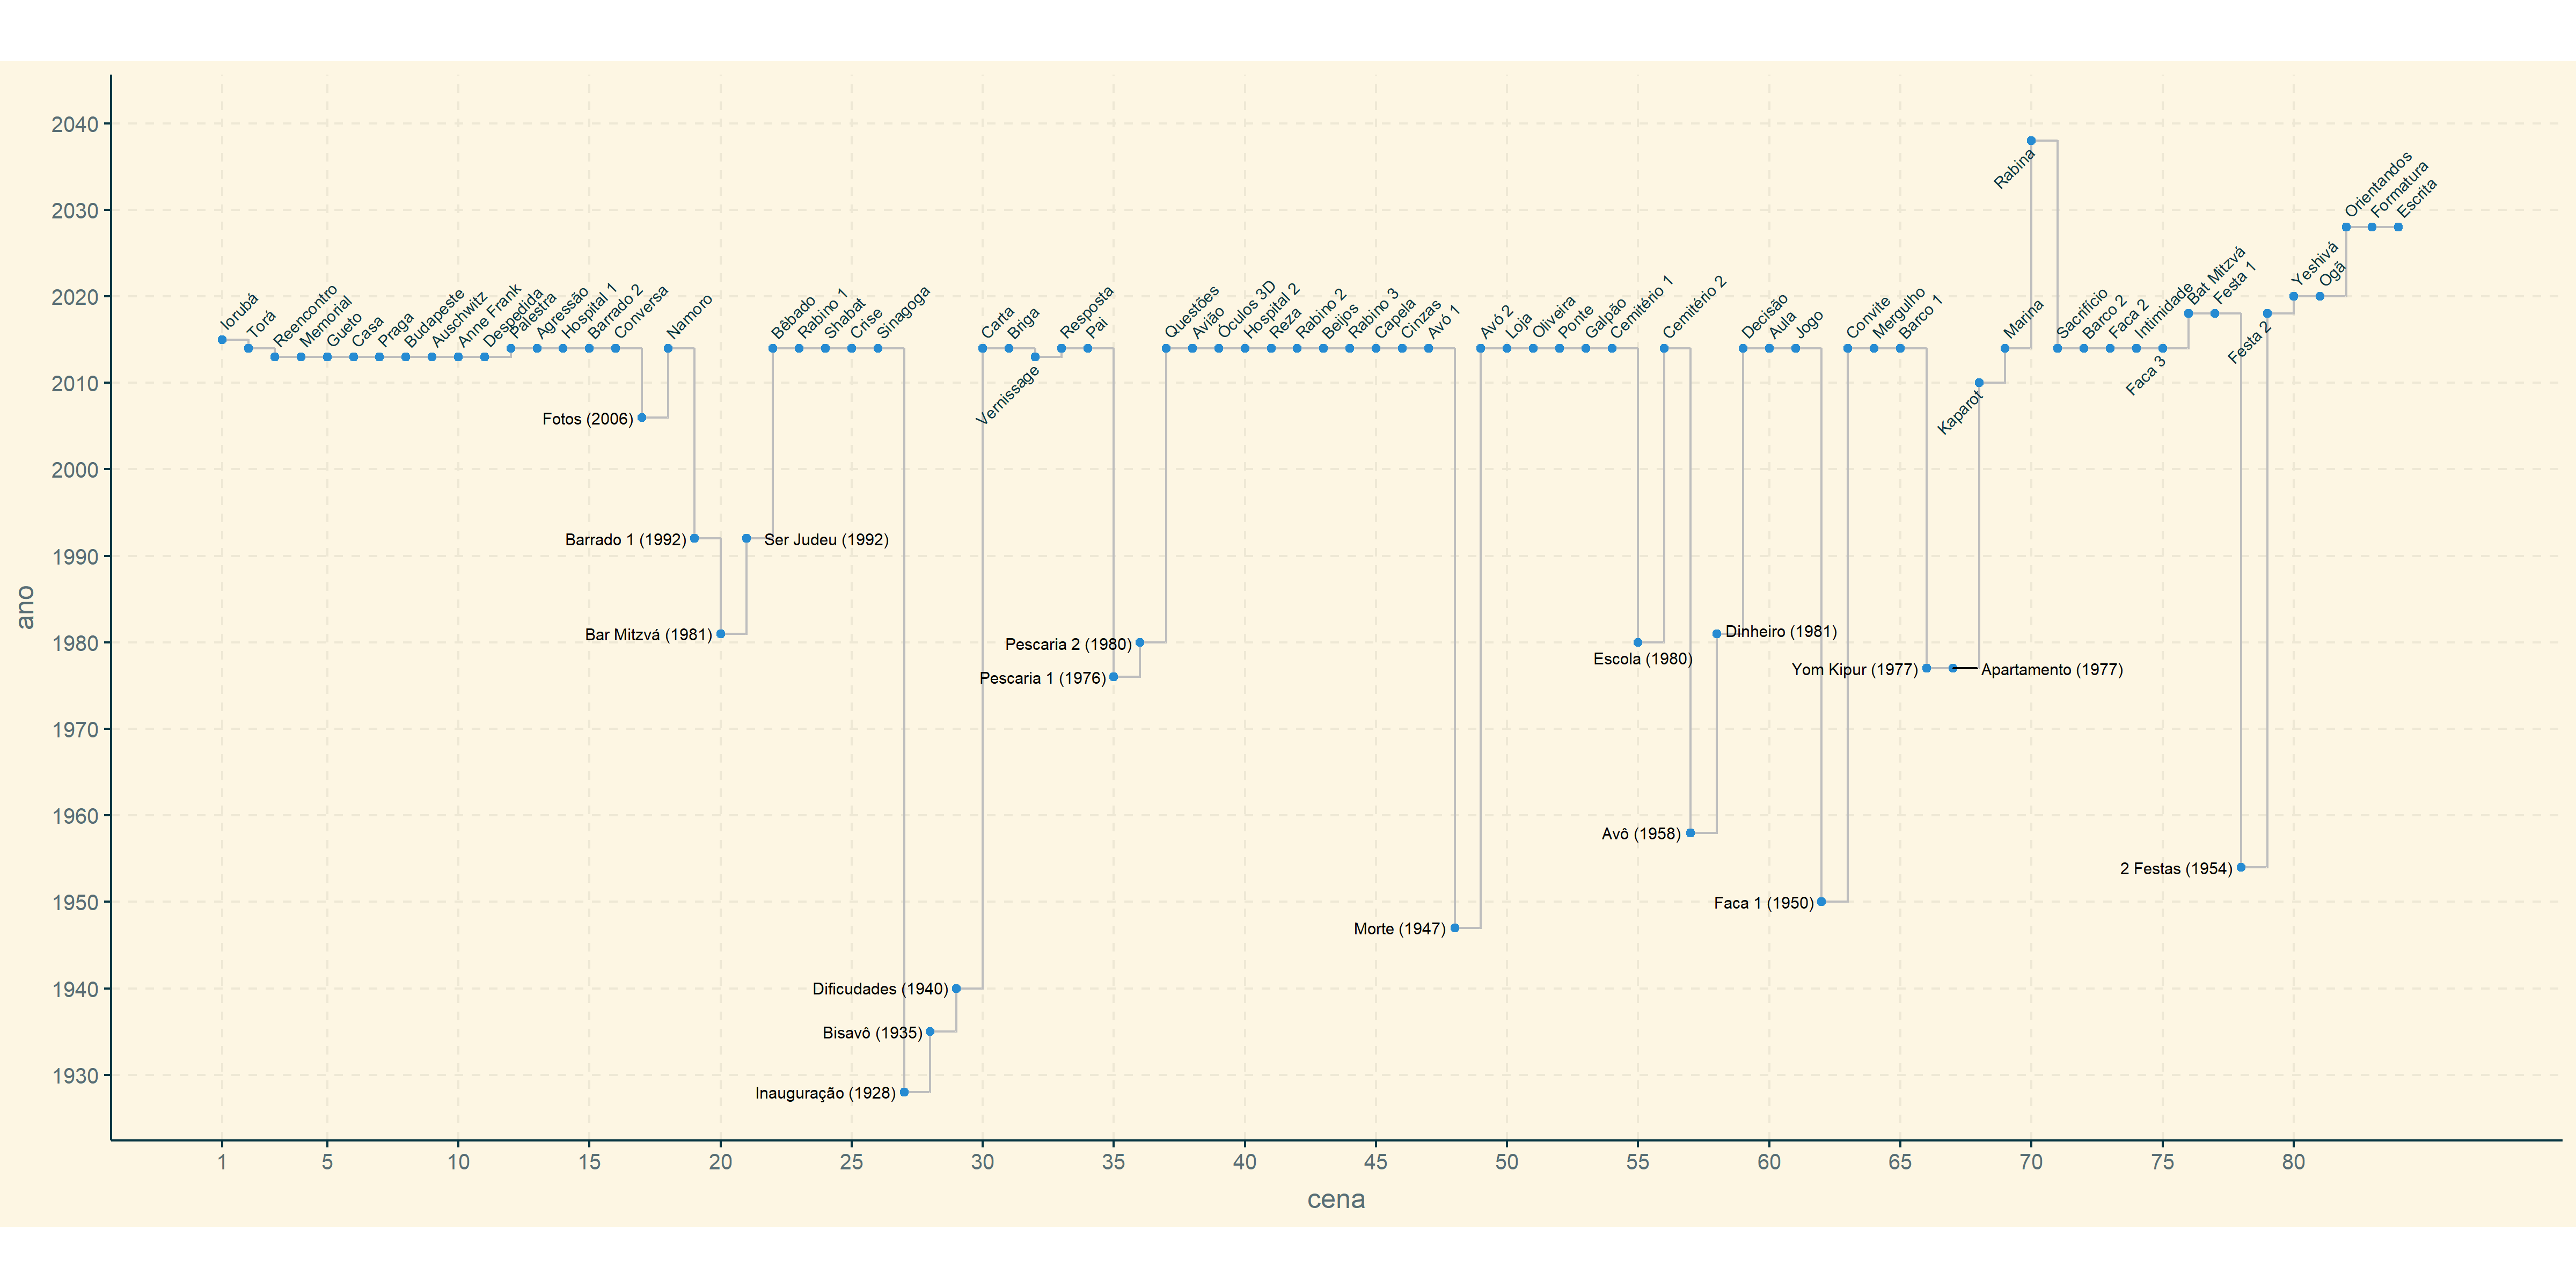 ano
2040
2030
2020
2010
2000
1990
1980
1970
1960
1950
1940
1930
Iorubá
Torá
Reencontro
Memorial
Gueto
Casa
Praga
Budapeste
Auschwitz
Anne Frank
Despedida
Palestra
Agressão
Hospital 1
Barrado 2
Conversa
Fotos (2006)
Namoro
Barrado 1 (1992)
Bar Mitzvá (1981)
Ser Judeu (1992)
Bêbado
Rabino 1
Shabat
Crise
Sinagoga
Inauguração (1928)
Bisavô (1935)
Dificudades (1940)
Carta
Briga
Vernissage
Resposta
Pai
Pescaria 1 (1976)
Pescaria 2 (1980)
Questões
Avião
Óculos 3D
Hospital 2
Reza
Rabino 2
Beijos
Rabino 3
Capela
Cinzas
Avó 1
Morte (1947)
Avó 2
Loja
Oliveira
Ponte
Galpão
Cemitério 1
Escola (1980)
Cemitério 2
Avô (1958)
Dinheiro (1981)
Decisão
Aula
Jogo
Faca 1 (1950)
Convite
Mergulho
Barco 1
Yom Kipur (1977)
Apartamento (1977)
Kaparot
Marina
Rabina
Sacrifício
Barco 2
Faca 2
Intimidade
Faca 3
Bat Mitzvá
Festa 1
2 Festas (1954)
Festa 2
Yeshivá
Ogã
Orientandos
Formatura
Escrita
1 5 10 15 20 25 30 35 40 45 50 55 60 65 70 75 80
cena